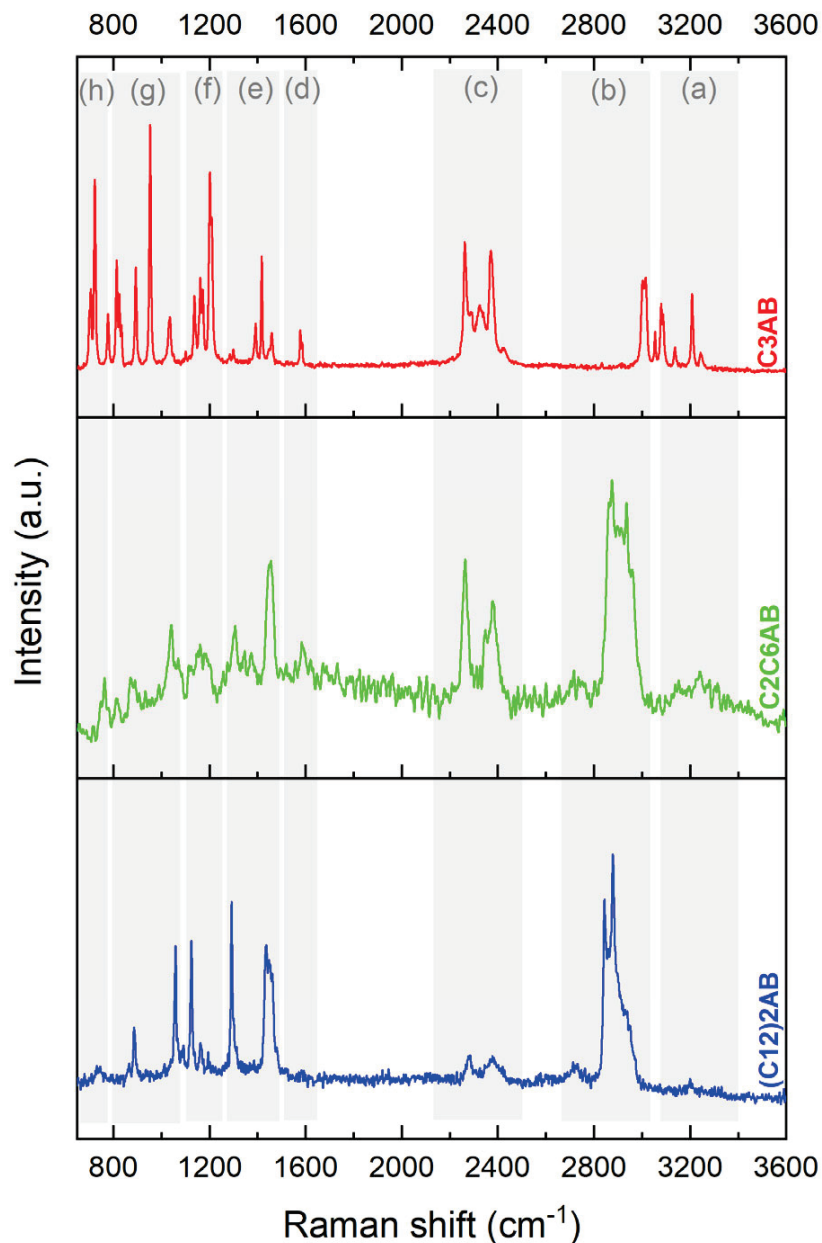 800 1200 1600 2000 2400 2800 3200 3600
(h) (g) (f) (e) (d) (c) (b) (a)
C3AB
Intensity (a.u.)
C2C6AB
(C12)2AB
800 1200 1600 2000 2400 2800 3200 3600
Raman shift (cm⁻¹)